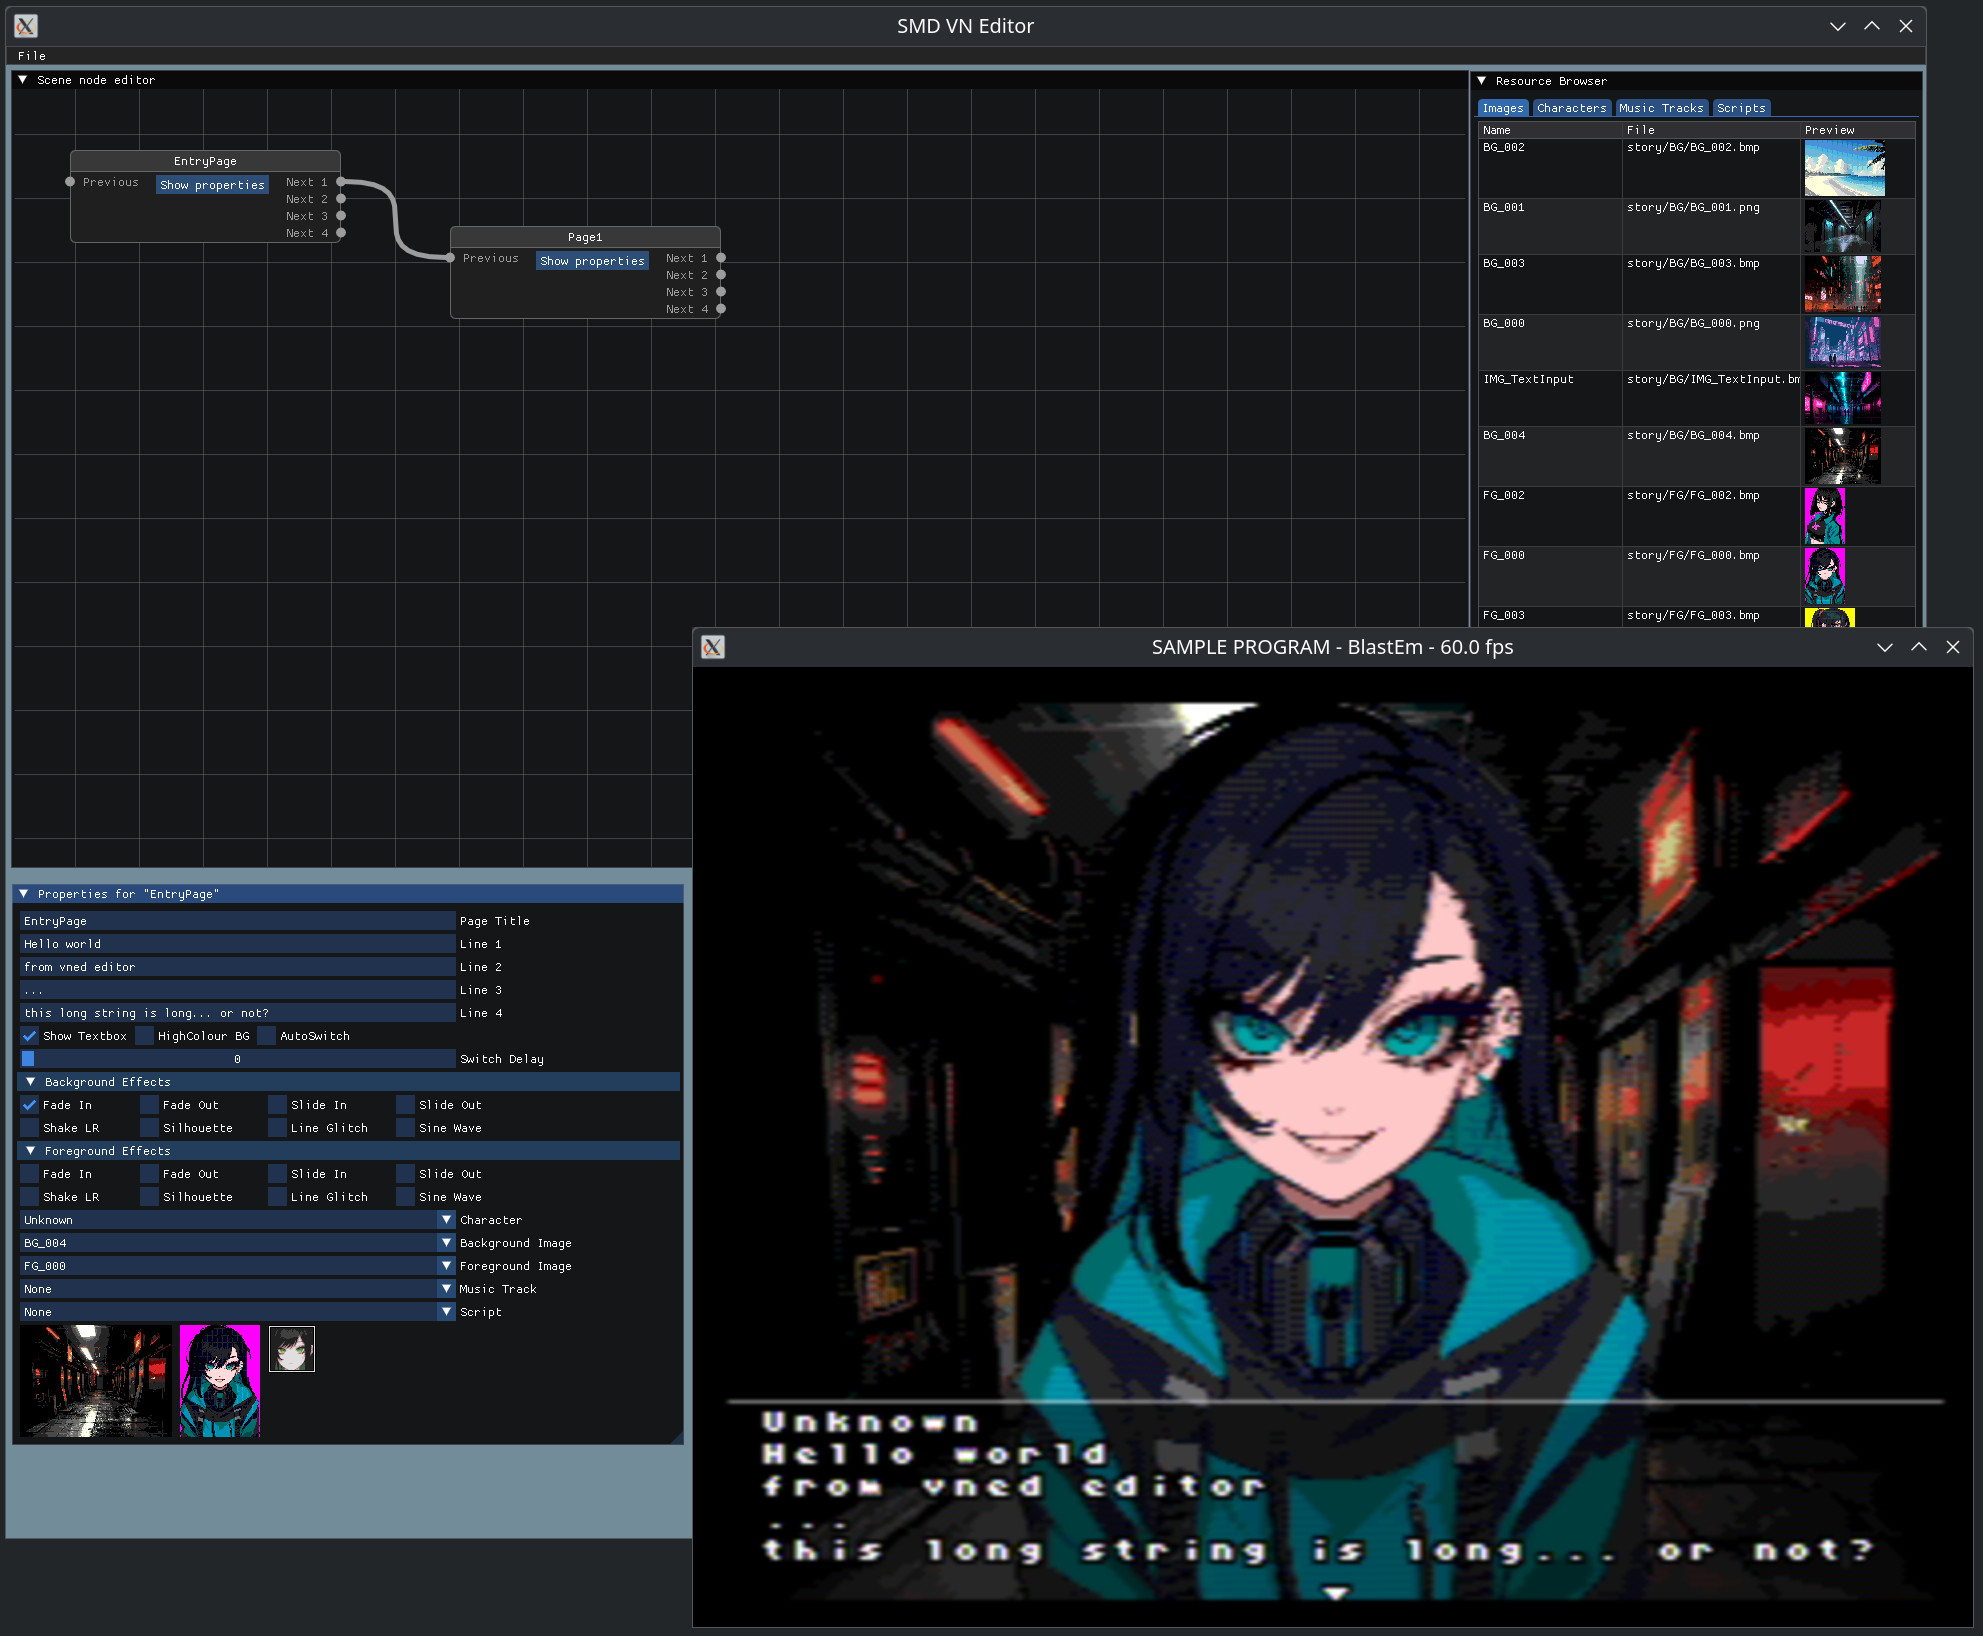 SMD VN Editor
File
Scene node editor
EntryPage
Previous Show properties Next 1
Next 2
Next 3
Next 4
Page1
Previous Show properties Next 1
Next 2
Next 3
Next 4
Resource Browser
Images Characters Music Tracks Scripts
Name File Preview
BG_002 story/BG/BG_002.bmp
BG_001 story/BG/BG_001.png
BG_003 story/BG/BG_003.bmp
BG_000 story/BG/BG_000.png
IMG_TextInput story/BG/IMG_TextInput.bm
BG_004 story/BG/BG_004.bmp
FG_002 story/FG/FG_002.bmp
FG_000 story/FG/FG_000.bmp
FG_003 story/FG/FG_003.bmp
Properties for "EntryPage"
EntryPage Page Title
Hello world Line 1
from vned editor Line 2
... Line 3
this long string is long... or not? Line 4
Show Textbox HighColour BG AutoSwitch
0 Switch Delay
Background Effects
Fade In Fade Out Slide In Slide Out
Shake LR Silhouette Line Glitch Sine Wave
Foreground Effects
Fade In Fade Out Slide In Slide Out
Shake LR Silhouette Line Glitch Sine Wave
Unknown Character
BG_004 Background Image
FG_000 Foreground Image
None Music Track
None Script
SAMPLE PROGRAM - BlastEm - 60.0 fps
Unknown
Hello world
from vned editor
...
this long string is long... or not?